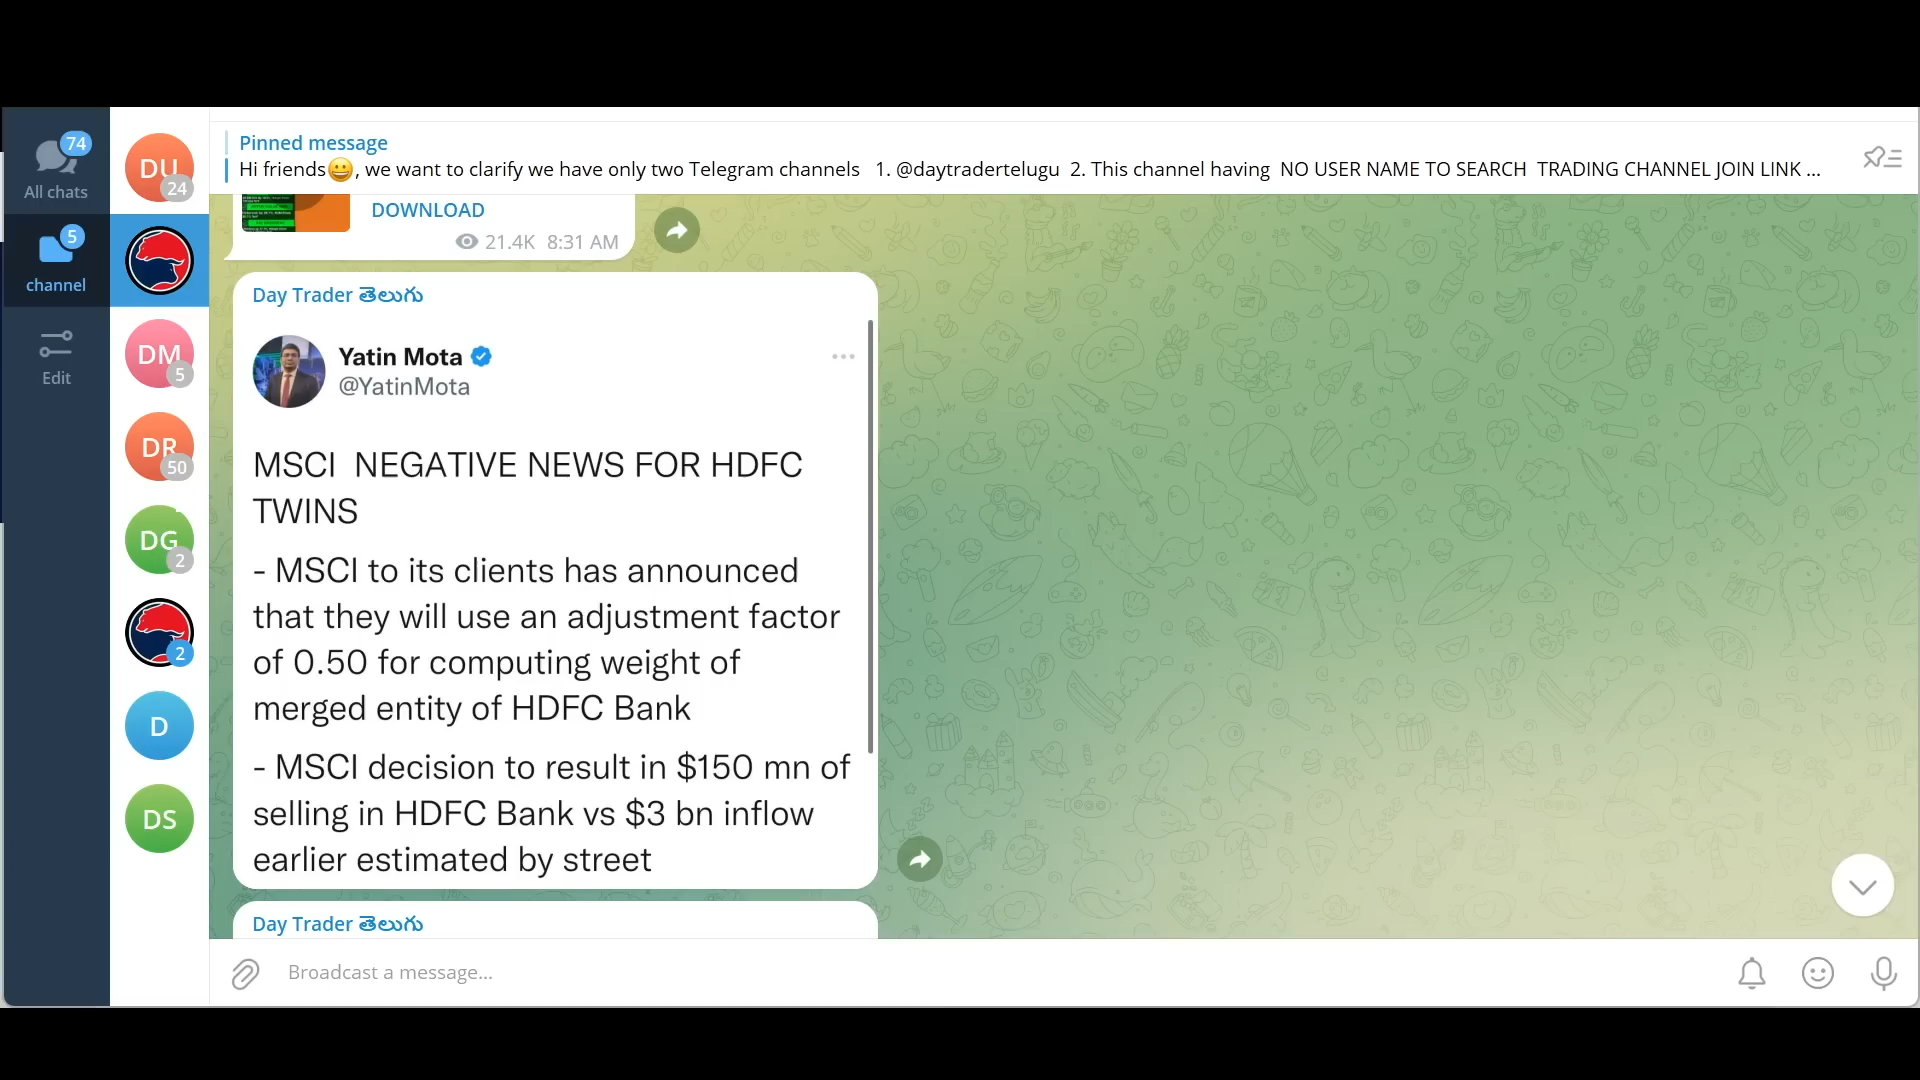 74
All chats
5
channel
Edit
DU
24
DM
5
DR
50
DG
2
2
D
DS
Pinned message
Hi friends😀, we want to clarify we have only two Telegram channels 1. @daytradertelugu 2. This channel having NO USER NAME TO SEARCH TRADING CHANNEL JOIN LINK ...
DOWNLOAD
21.4K 8:31 AM
Day Trader తెలుగు
Yatin Mota
@YatinMota
MSCI NEGATIVE NEWS FOR HDFC
TWINS
- MSCI to its clients has announced
that they will use an adjustment factor
of 0.50 for computing weight of
merged entity of HDFC Bank
- MSCI decision to result in $150 mn of
selling in HDFC Bank vs $3 bn inflow
earlier estimated by street
Day Trader తెలుగు
Broadcast a message...